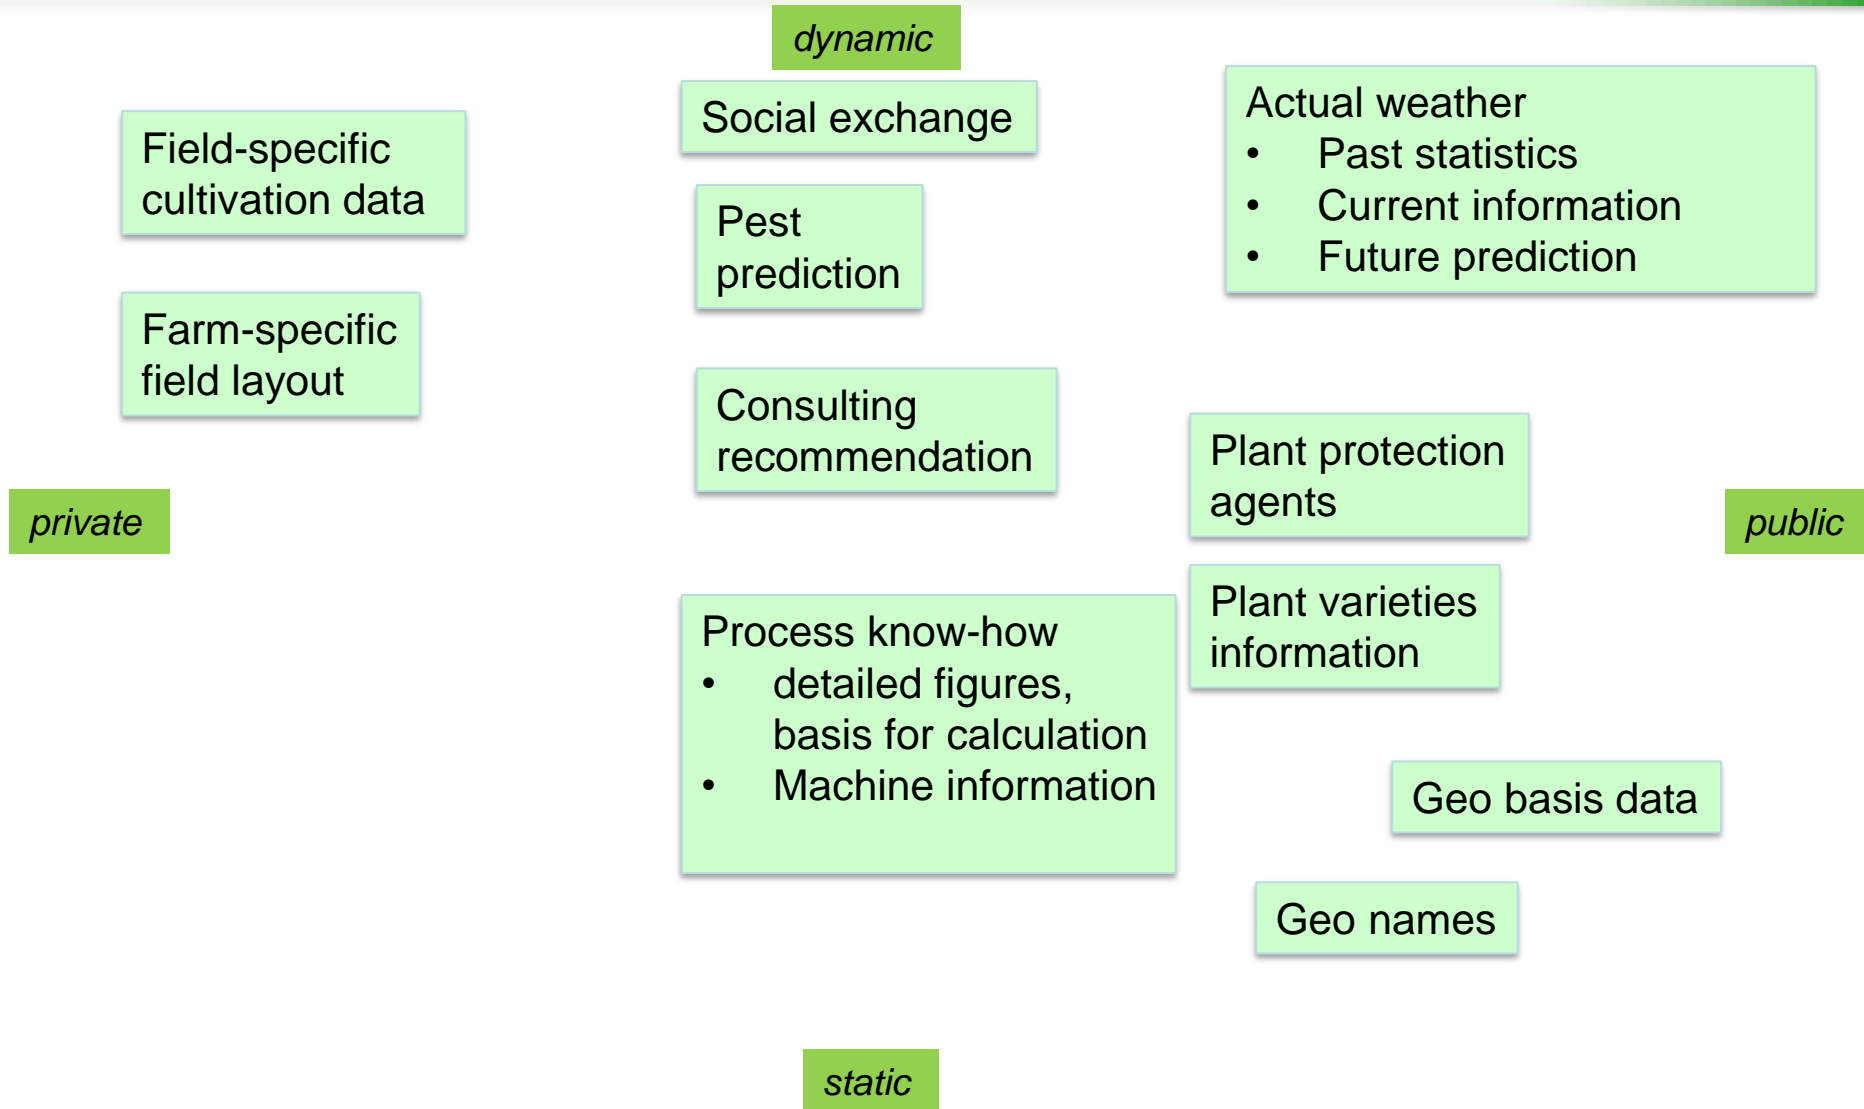 dynamic
Social exchange
Field-specific
cultivation data
Actual weather
• Past statistics
• Current information
• Future prediction
Pest
prediction
Farm-specific
field layout
Consulting
recommendation
Plant protection
agents
private
public
Plant varieties
information
Process know-how
• detailed figures,
basis for calculation
• Machine information
Geo basis data
Geo names
static